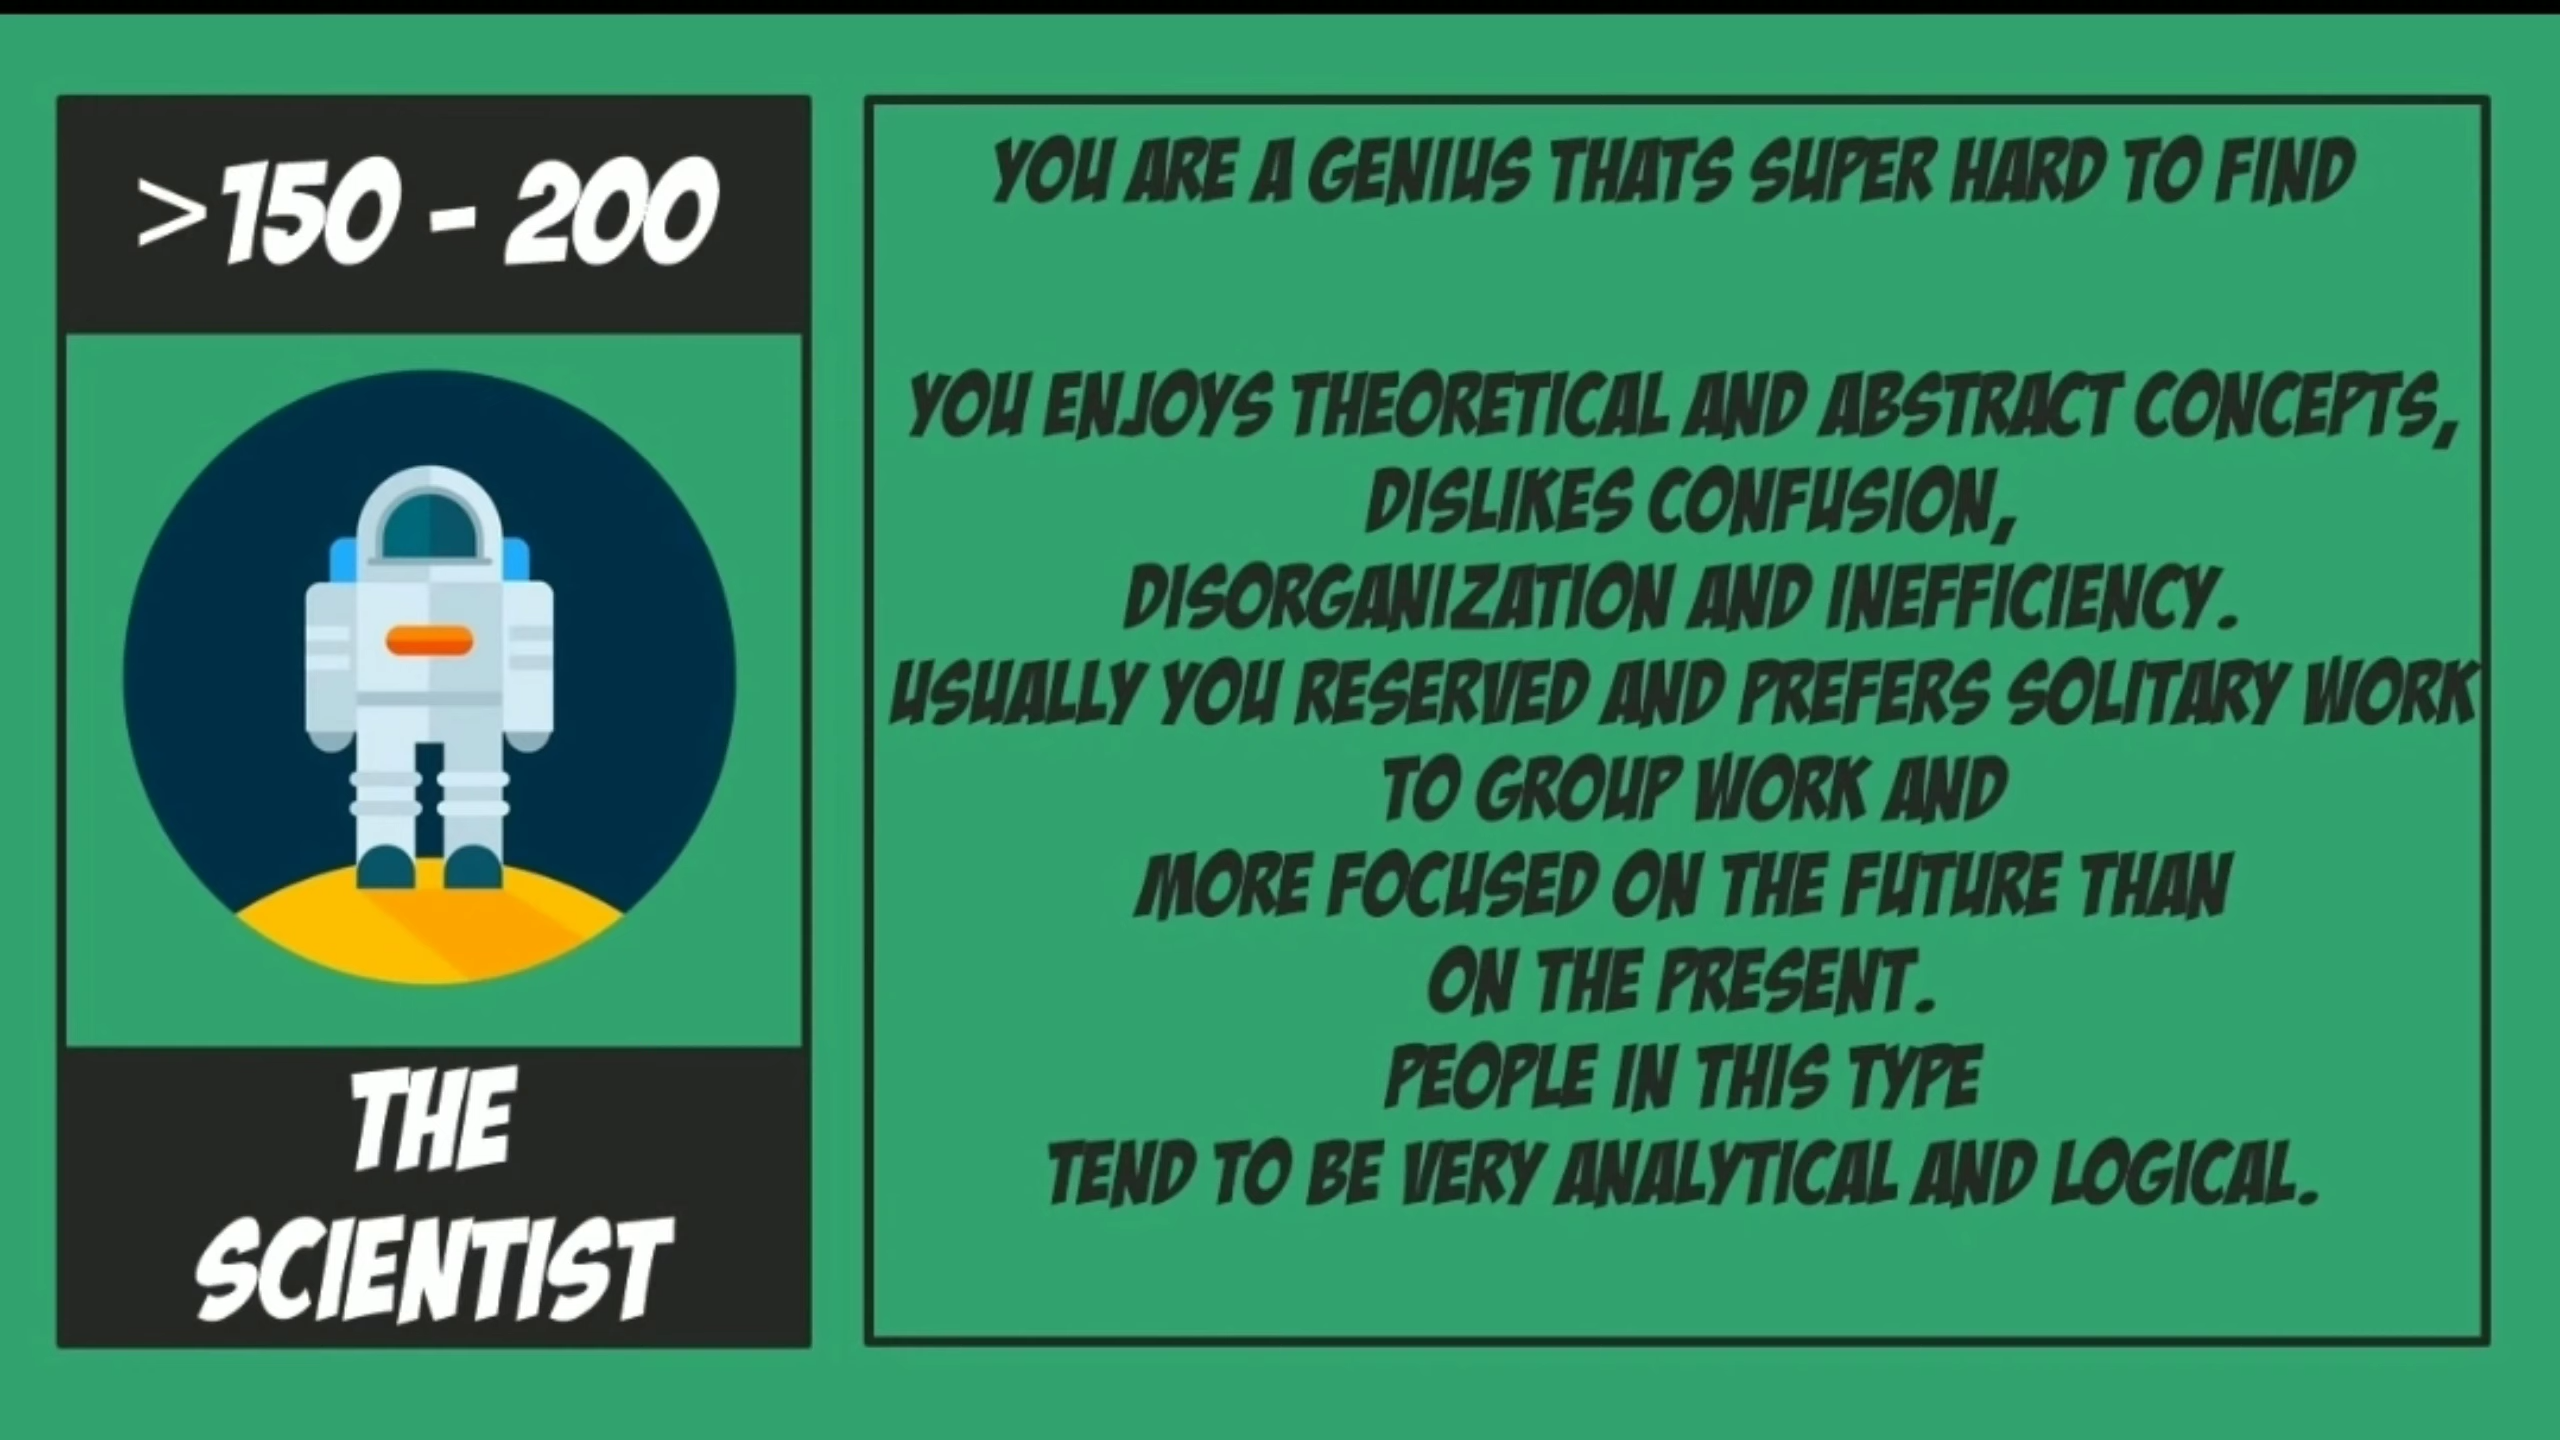 >150 - 200
THE
SCIENTIST
YOU ARE A GENIUS THATS SUPER HARD TO FIND
YOU ENJOYS THEORETICAL AND ABSTRACT CONCEPTS,
DISLIKES CONFUSION,
DISORGANIZATION AND INEFFICIENCY.
USUALLY YOU RESERVED AND PREFERS SOLITARY WORK
TO GROUP WORK AND
MORE FOCUSED ON THE FUTURE THAN
ON THE PRESENT.
PEOPLE IN THIS TYPE
TEND TO BE VERY ANALYTICAL AND LOGICAL.